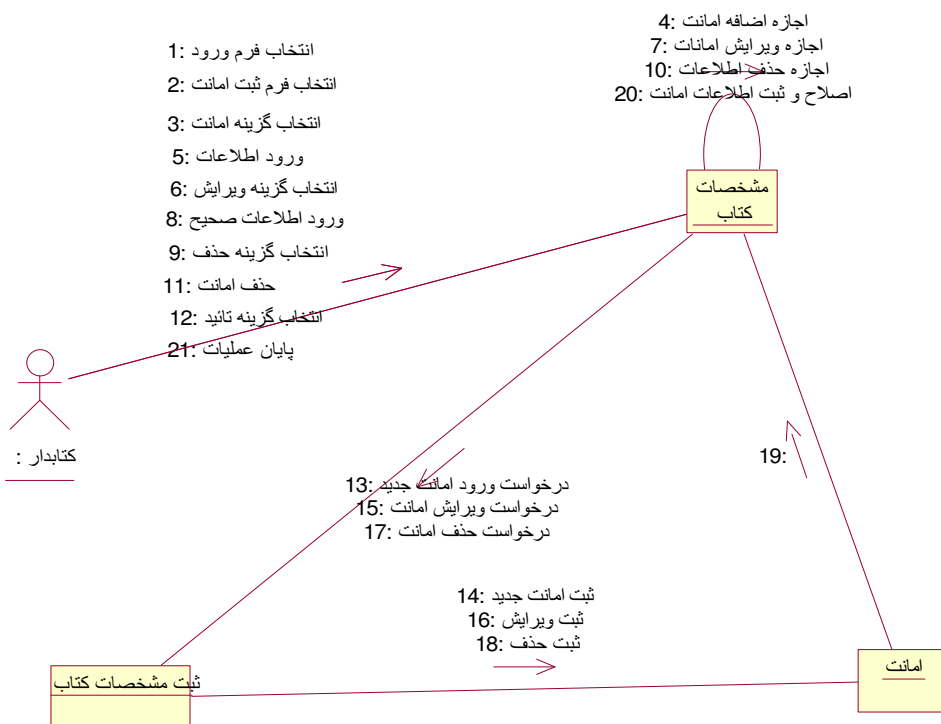 1: انتخاب فرم ورود
2: انتخاب فرم ثبت امانت
3: انتخاب گزینه امانت
5: ورود اطلاعات
6: انتخاب گزینه ویرایش
8: ورود اطلاعات صحیح
9: انتخاب گزینه حذف
11: حذف امانت
12: انتخاب گزینه تائید
21: پایان عملیات
4: اجازه اضافه امانت
7: اجازه ویرایش امانات
10: اجازه حذف اطلاعات
20: اصلاح و ثبت اطلاعات امانت
مشخصات
کتاب
: کتابدار
19:
13: درخواست ورود امانت جدید
15: درخواست ویرایش امانت
17: درخواست حذف امانت
14: ثبت امانت جدید
16: ثبت ویرایش
18: ثبت حذف
ثبت مشخصات کتاب
امانت